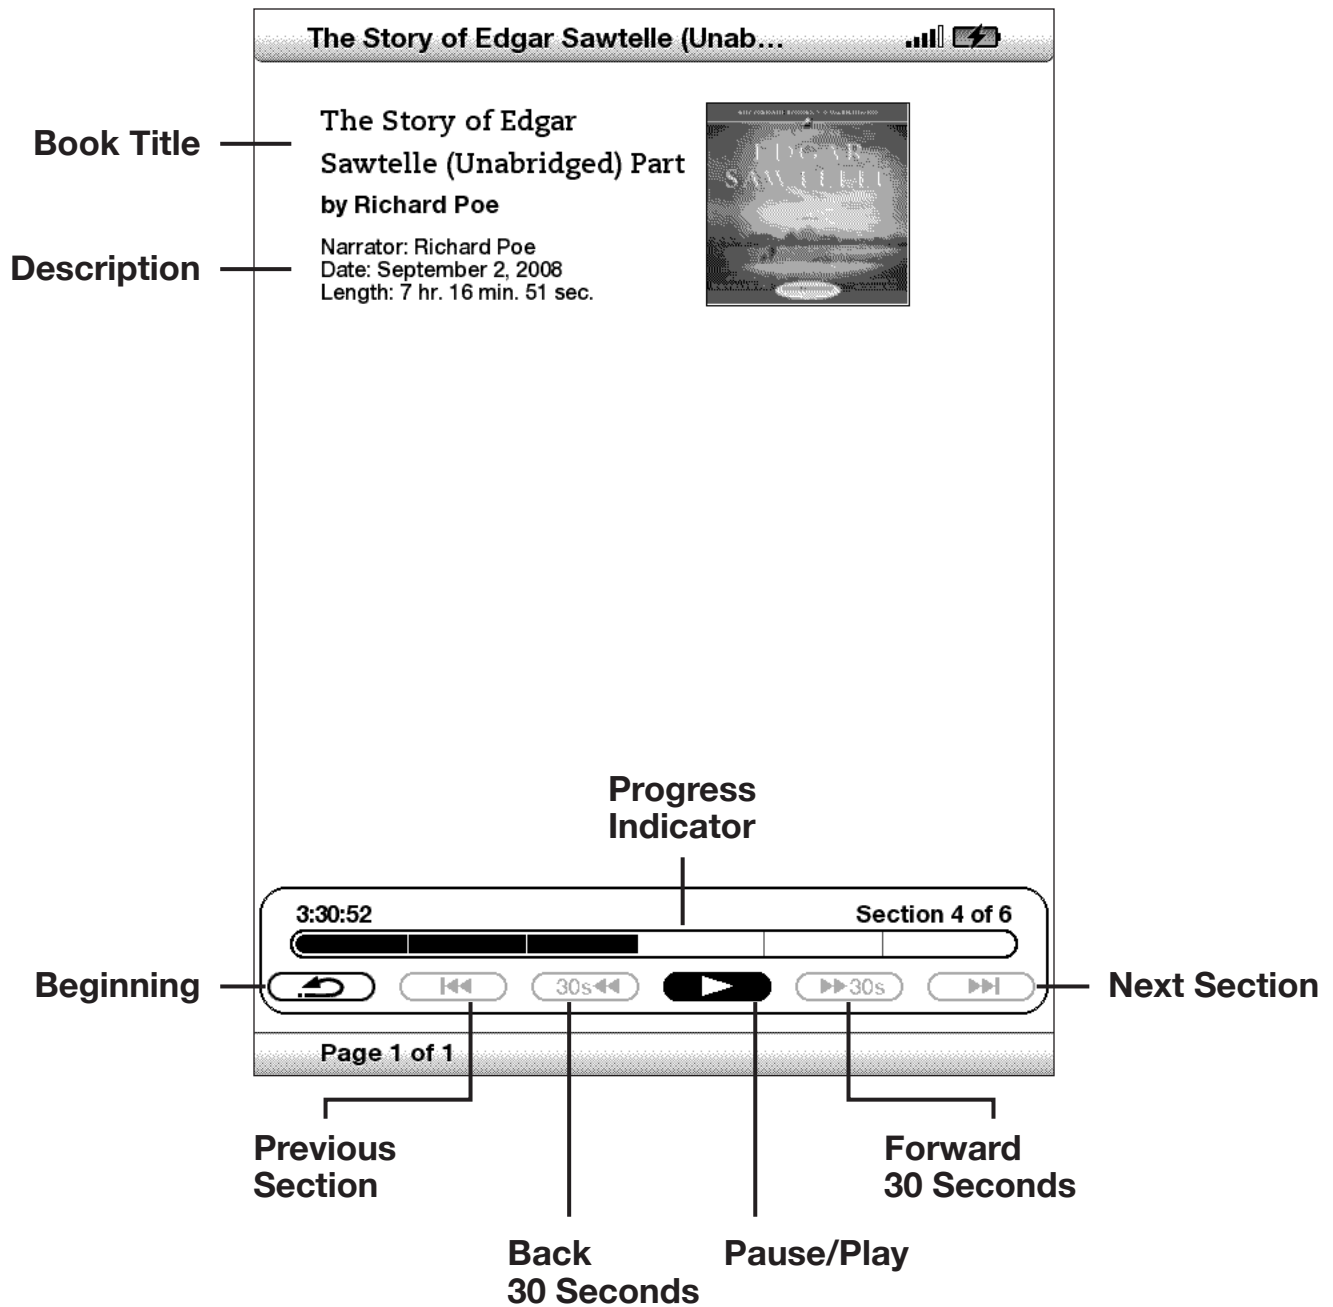 The Story of Edgar Sawtelle (Unab...
Book Title
The Story of Edgar
Sawtelle (Unabridged) Part
by Richard Poe
Description
Narrator: Richard Poe
Date: September 2, 2008
Length: 7 hr. 16 min. 51 sec.
EDGAR
SAWTELLE
Progress
Indicator
3:30:52
Section 4 of 6
Beginning
30s
30s
Next Section
Page 1 of 1
Previous
Section
Forward
30 Seconds
Back
30 Seconds
Pause/Play